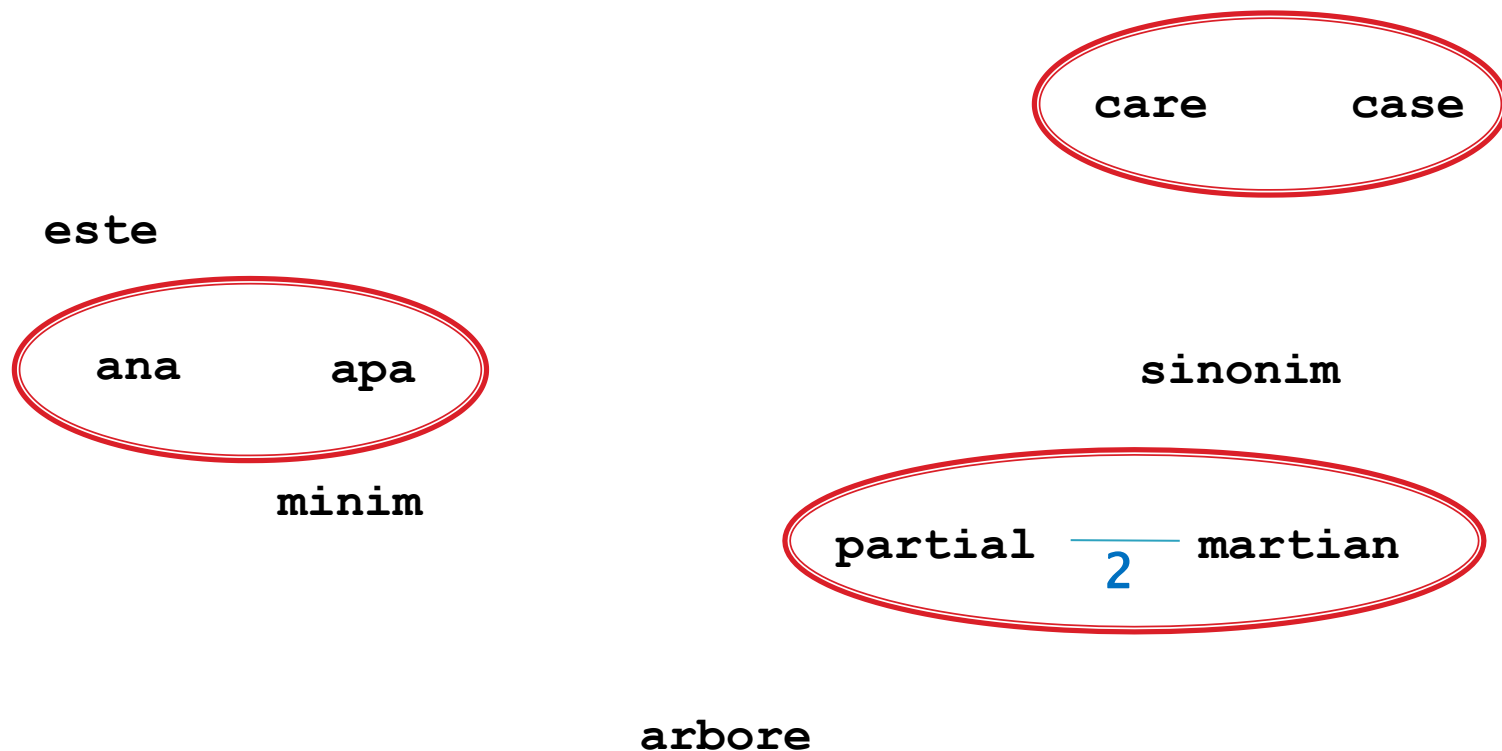 care case
este
ana apa
sinonim
minim
partial 2 martian
arbore